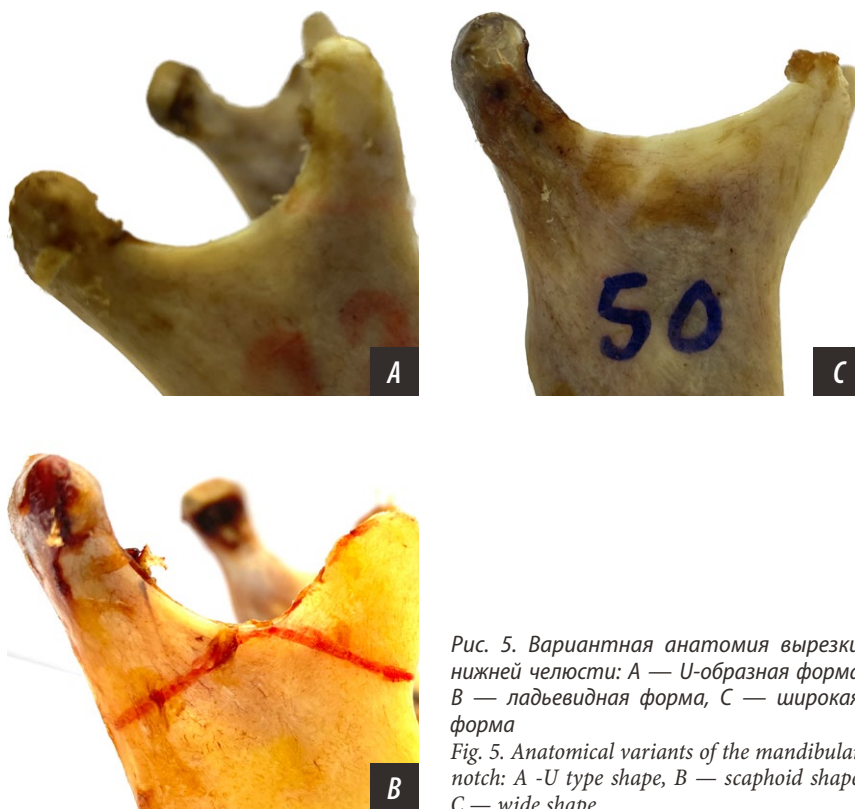 A
C
50
B
Рис. 5. Вариантная анатомия вырезки
нижней челюсти: A — U-образная форма
B — ладьевидная форма, C — широкая
форма
Fig. 5. Anatomical variants of the mandibular
notch: A -U type shape, B — scaphoid shape
C — wide shape